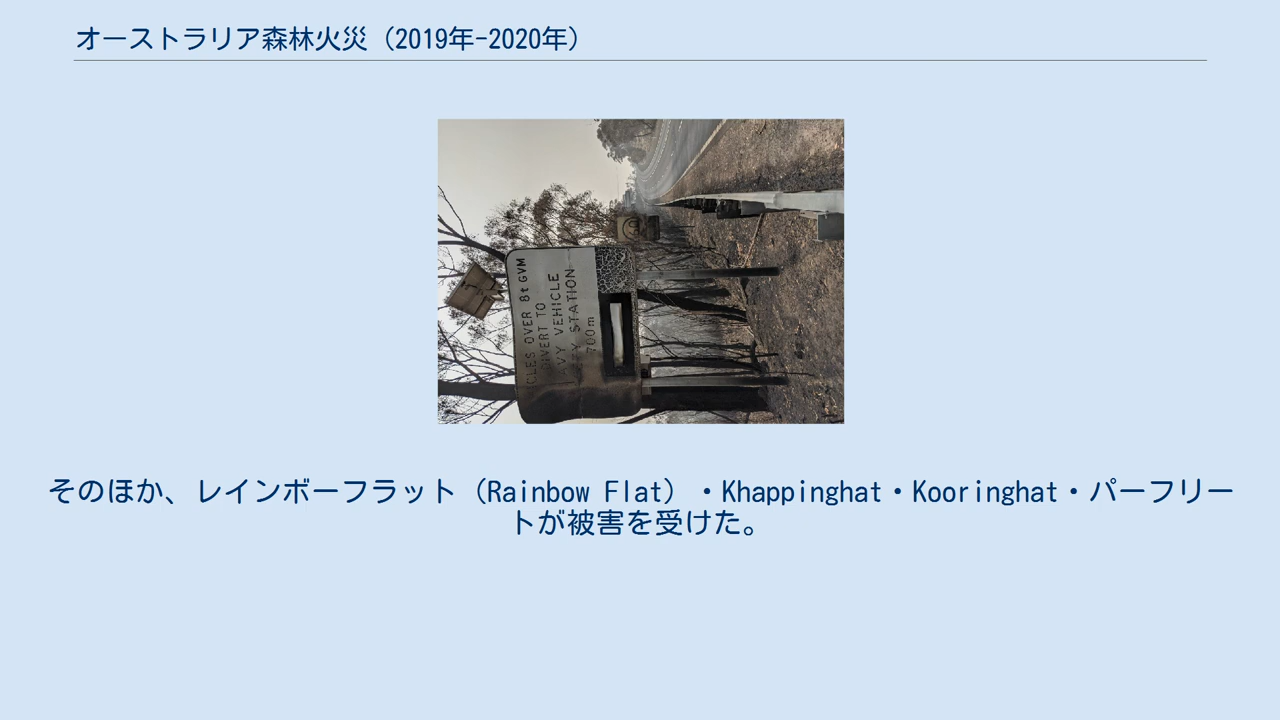 オーストラリア森林火災（2019年-2020年）
CLES OVER 8t GVM
VERT TO
VY VEHICLE
STATION
700m
そのほか、レインボーフラット（Rainbow Flat）・Khappinghat・Kooringhat・パーフリー
トが被害を受けた。